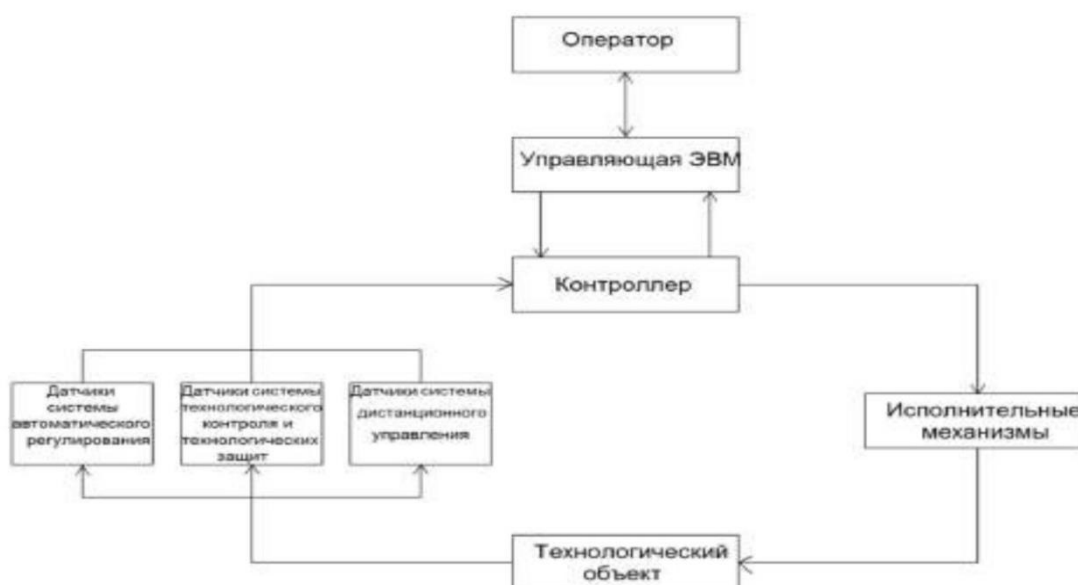 Оператор
Управляющая ЭВМ
Контроллер
Датчики
системы
автоматического
регулирования
Датчики системы
технологического
контроля и
технологических
защит
Датчики системы
дистанционного
управления
Исполнительные
механизмы
Технологический
объект